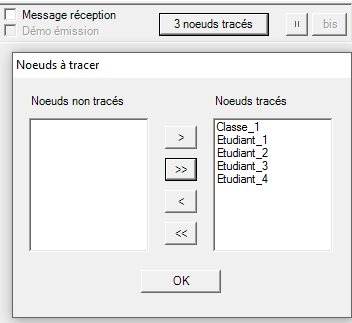 Message réception
Démo émission
3 noeuds tracés
II
bis
Noeuds à tracer
Noeuds non tracés
Noeuds tracés
>
>>
<
<<
Classe_1
Etudiant_1
Etudiant_2
Etudiant_3
Etudiant_4
OK